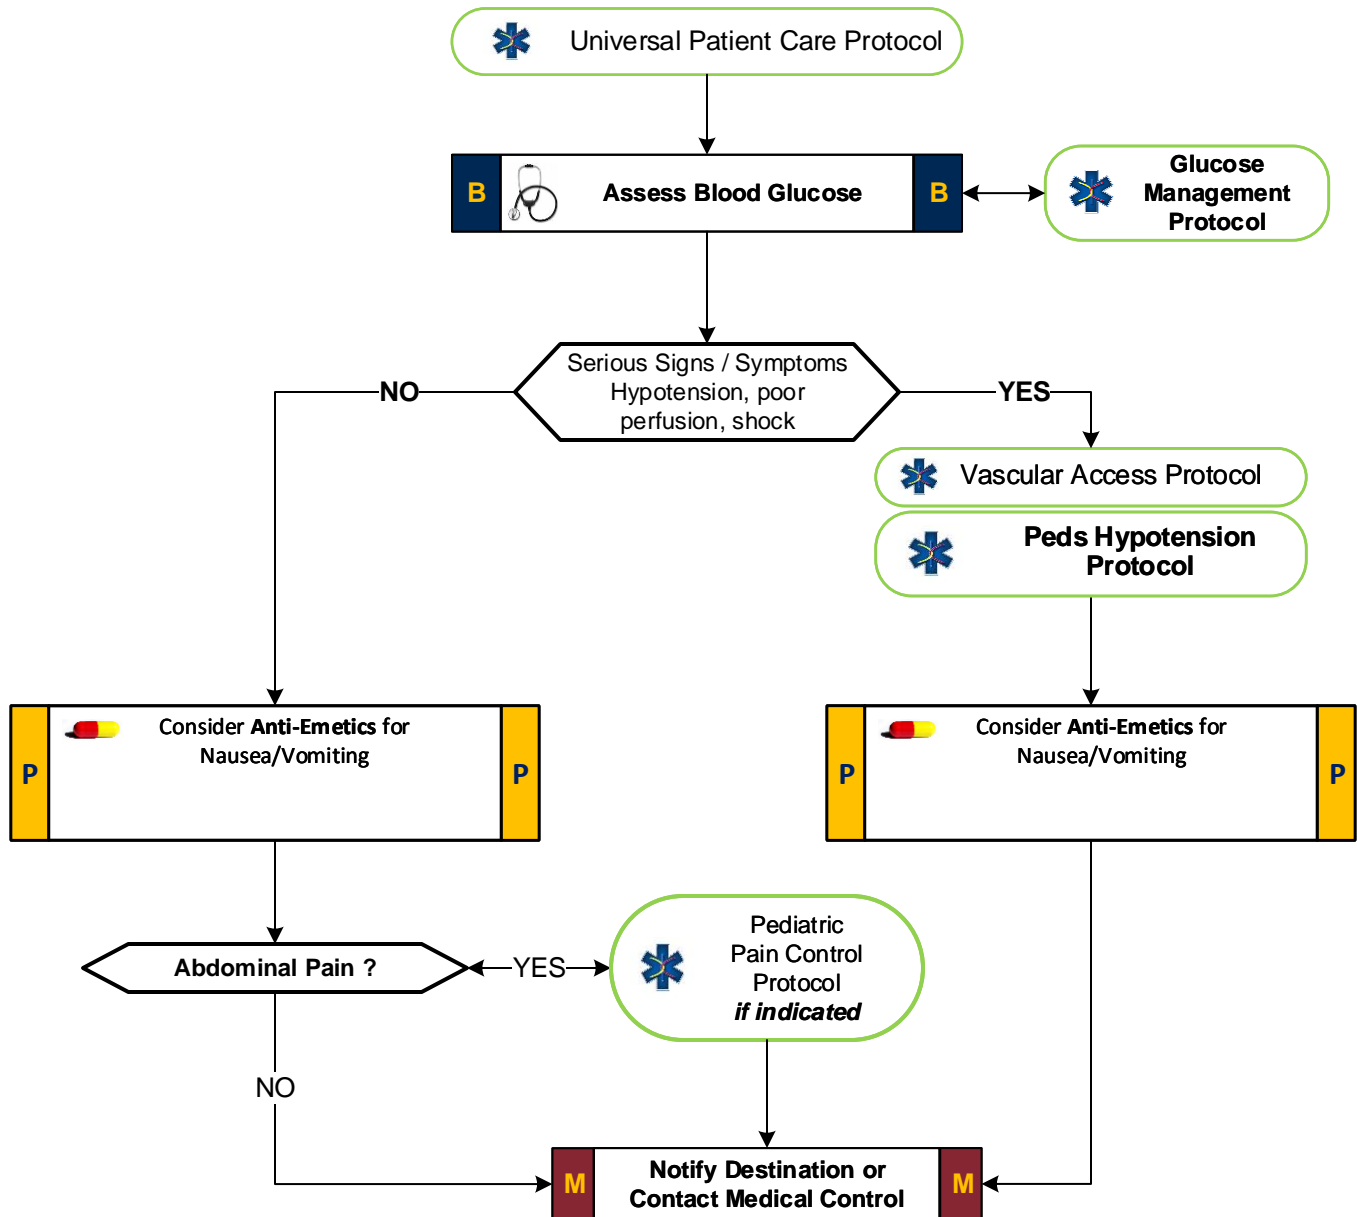 Universal Patient Care Protocol
B
Assess Blood Glucose
B
Glucose
Management
Protocol
Serious Signs / Symptoms
Hypotension, poor
perfusion, shock
NO
YES
Vascular Access Protocol
Peds Hypotension
Protocol
P
Consider Anti-Emetics for
Nausea/Vomiting
P
P
Consider Anti-Emetics for
Nausea/Vomiting
P
Abdominal Pain ?
YES
Pediatric
Pain Control
Protocol
if indicated
NO
M
Notify Destination or
Contact Medical Control
M